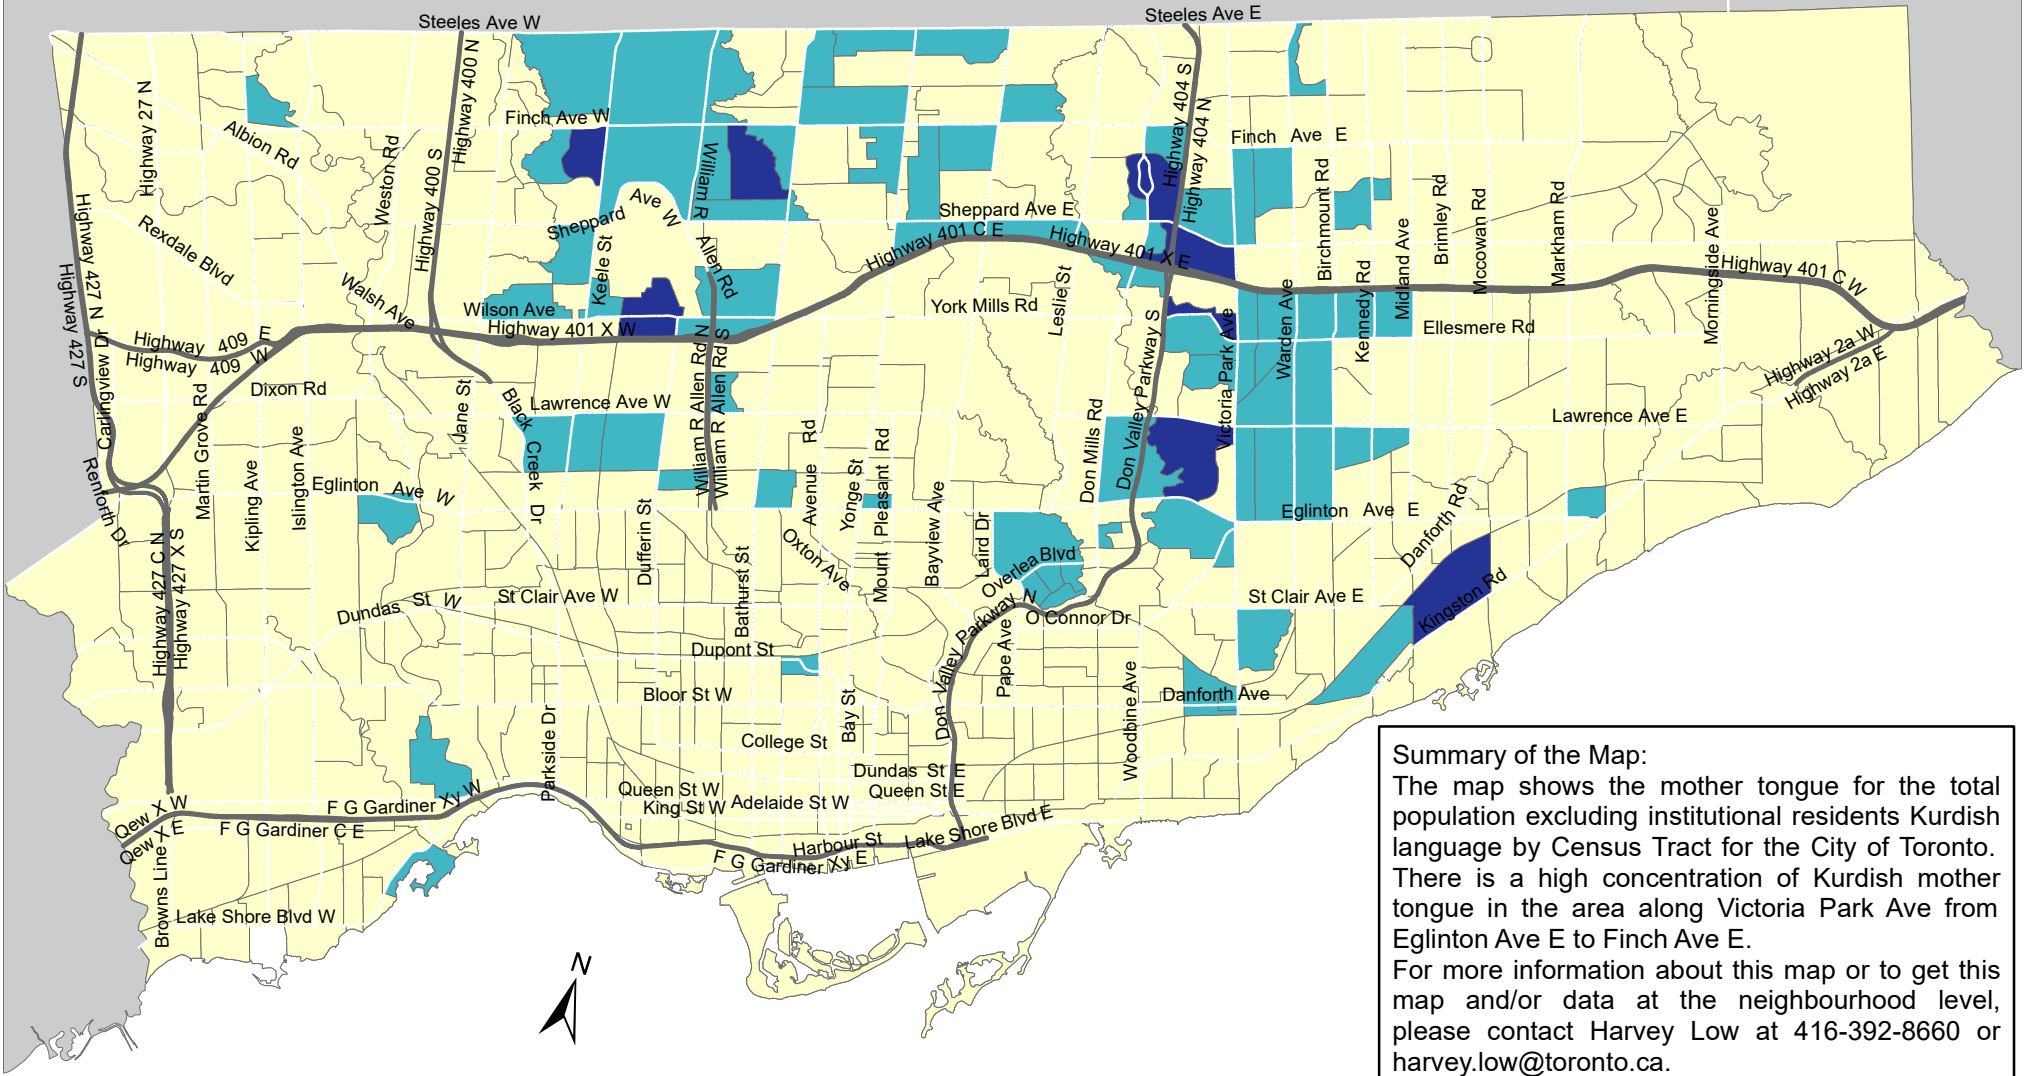 Steeles Ave W
Steeles Ave E
Highway 400 N
Highway 404 S
Highway 27 N
Finch Ave W
Highway 404 N
Albion Rd
Finch Ave E
Weston Rd
Highway 400 S
William R
Allen Rd
Birchmount Rd
Brimley Rd
Mccowan Rd
Markham Rd
Highway 427 N
Rexdale Blvd
Sheppard Ave W
Sheppard Ave E
Midland Ave
Morningside Ave
Highway 427 S
Keele St
Highway 401 C E
Highway 401 X E
Highway 401 C W
Walsh Ave
Wilson Ave
York Mills Rd
Leslie St
Kennedy Rd
Warden Ave
Highway 401 X W
Ellesmere Rd
Highway 409 E
Highway 409 W
Carlingview Dr
Highway 2a W
Highway 2a E
Dixon Rd
Martin Grove Rd
Jane St
Black Creek Dr
Lawrence Ave W
William R Allen Rd N
William R Allen Rd S
Don Valley Parkway S
Victoria Park Ave
Lawrence Ave E
Renforth Dr
Kipling Ave
Islington Ave
Eglinton Ave W
Avenue Rd
Yonge St
Mount Pleasant Rd
Don Mills Rd
Eglinton Ave E
Danforth Rd
Dufferin St
Bathurst St
Oxton Ave
Bayview Ave
Laird Dr
Overlea Blvd
Highway 427 C N
Highway 427 X S
Dundas St W
St Clair Ave W
St Clair Ave E
Kingston Rd
Don Valley Parkway N
O Connor Dr
Dupont St
Pape Ave
Woodbine Ave
Bloor St W
Danforth Ave
Parkside Dr
Bay St
College St
Dundas St E
Queen St W
Queen St E
King St W
Adelaide St W
Qew X W
Qew X E
F G Gardiner Xy W
F G Gardiner C E
Harbour St
Lake Shore Blvd E
F G Gardiner Xy E
Browns Line
Lake Shore Blvd W
N
Summary of the Map:
The map shows the mother tongue for the total
population excluding institutional residents Kurdish
language by Census Tract for the City of Toronto.
There is a high concentration of Kurdish mother
tongue in the area along Victoria Park Ave from
Eglinton Ave E to Finch Ave E.
For more information about this map or to get this
map and/or data at the neighbourhood level,
please contact Harvey Low at 416-392-8660 or
harvey.low@toronto.ca.